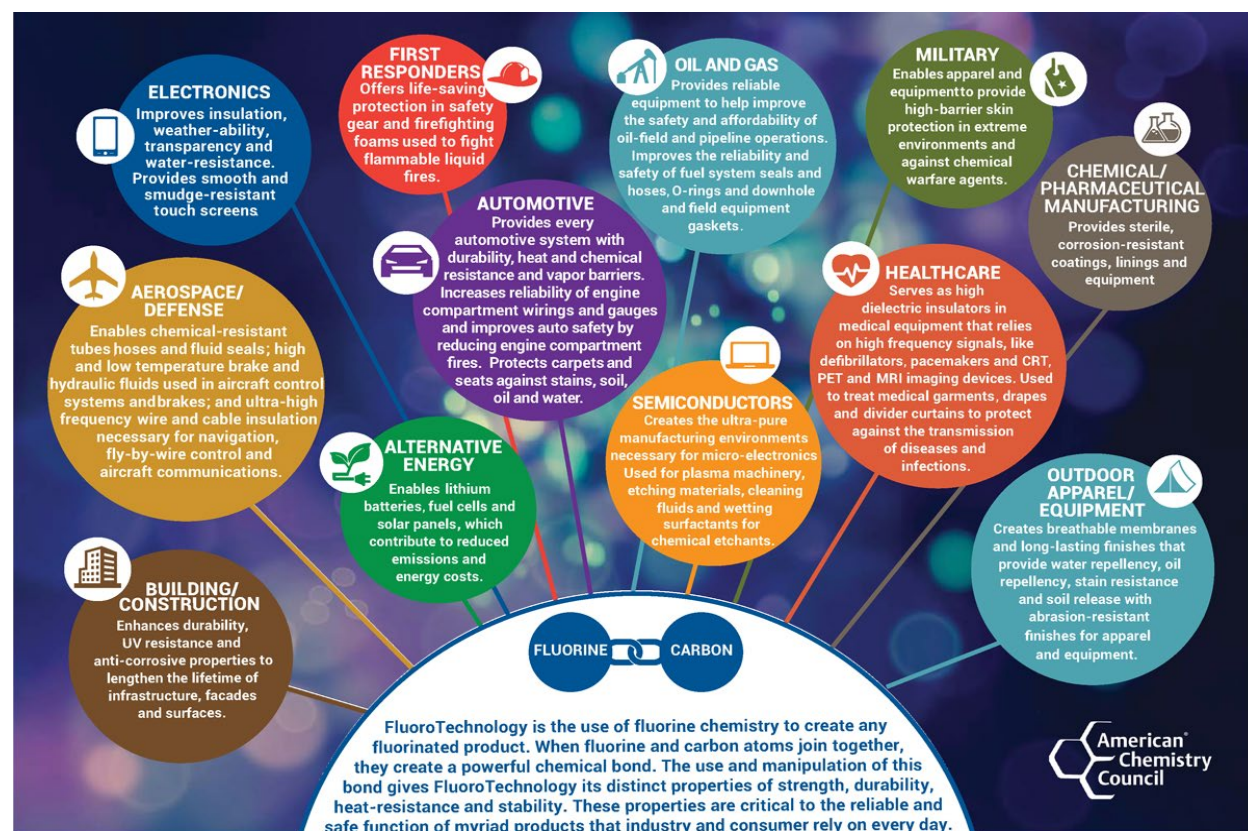 ELECTRONICS
Improves insulation,
weather-ability,
transparency and
water-resistance.
Provides smooth and
smudge-resistant
touch screens.
FIRST
RESPONDERS
Offers life-saving
protection in safety
gear and firefighting
foams used to fight
flammable liquid
fires.
OIL AND GAS
Provides reliable
equipment to help improve
the safety and affordability of
oil-field and pipeline operations.
Improves the reliability and
safety of fuel system seals and
hoses, O-rings and downhole
and field equipment
gaskets.
MILITARY
Enables apparel and
equipment to provide
high-barrier skin
protection in extreme
environments and
against chemical
warfare agents.
CHEMICAL/
PHARMACEUTICAL
MANUFACTURING
Provides sterile,
corrosion-resistant
coatings, linings and
equipment
AUTOMOTIVE
Provides every
automotive system with
durability, heat and chemical
resistance and vapor barriers.
Increases reliability of engine
compartment wirings and gauges
and improves auto safety by
reducing engine compartment
fires. Protects carpets and
seats against stains, soil,
oil and water.
AEROSPACE/
DEFENSE
Enables chemical-resistant
tubes hoses and fluid seals; high
and low temperature brake and
hydraulic fluids used in aircraft control
systems and brakes; and ultra-high
frequency wire and cable insulation
necessary for navigation,
fly-by-wire control and
aircraft communications.
HEALTHCARE
Serves as high
dielectric insulators in
medical equipment that relies
on high frequency signals, like
defibrillators, pacemakers and CRT,
PET and MRI imaging devices. Used
to treat medical garments, drapes
and divider curtains to protect
against the transmission
of diseases and
infections.
SEMICONDUCTORS
Creates the ultra-pure
manufacturing environments
necessary for micro-electronics
Used for plasma machinery,
etching materials, cleaning
fluids and wetting
surfactants for
chemical etchants.
ALTERNATIVE
ENERGY
Enables lithium
batteries, fuel cells and
solar panels, which
contribute to reduced
emissions and
energy costs.
OUTDOOR
APPAREL/
EQUIPMENT
Creates breathable membranes
and long-lasting finishes that
provide water repellency, oil
repellency, stain resistance
and soil release with
abrasion-resistant
finishes for apparel
and equipment.
BUILDING/
CONSTRUCTION
Enhances durability,
UV resistance and
anti-corrosive properties to
lengthen the lifetime of
infrastructure, facades
and surfaces.
FLUORINE CARBON
FluoroTechnology is the use of fluorine chemistry to create any
fluorinated product. When fluorine and carbon atoms join together,
they create a powerful chemical bond. The use and manipulation of this
bond gives FluoroTechnology its distinct properties of strength, durability,
heat-resistance and stability. These properties are critical to the reliable and
safe function of myriad products that industry and consumer rely on every day.
American
Chemistry
Council